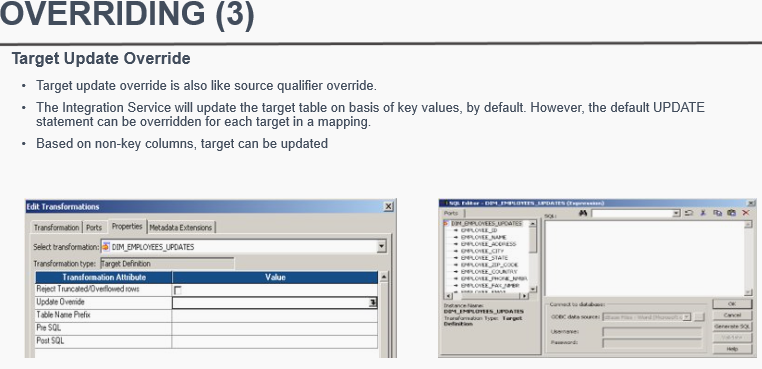 OVERRIDING (3)
Target Update Override
• Target update override is also like source qualifier override.
• The Integration Service will update the target table on basis of key values, by default. However, the default UPDATE
statement can be overridden for each target in a mapping.
• Based on non-key columns, target can be updated
Edit Transformations
Transformation Ports Properties Metadata Extensions
Select transformation: DIM_EMPLOYEES_UPDATES
Transformation type: Target Definition
Transformation Attribute Value
Reject Truncated/Overflowed rows
Update Override
Table Name Prefix
Pre SQL
Post SQL
SQL Editor - DIM_EMPLOYEES_UPDATES (Expression)
Ports
SQL:
DIM_EMPLOYEES_UPDATES
EMPLOYEE_ID
EMPLOYEE_NAME
EMPLOYEE_ADDRESS
EMPLOYEE_CITY
EMPLOYEE_STATE
EMPLOYEE_ZIP_CODE
EMPLOYEE_COUNTRY
EMPLOYEE_PHONE_NMBR
EMPLOYEE_FAX_NMBR
Instance Name:
DIM_EMPLOYEES_UPDATES
Transformation Type: Target
Definition
Connect to database:
ODBC data source:
Username:
Password:
OK
Cancel
Generate SQL
Validate
Help